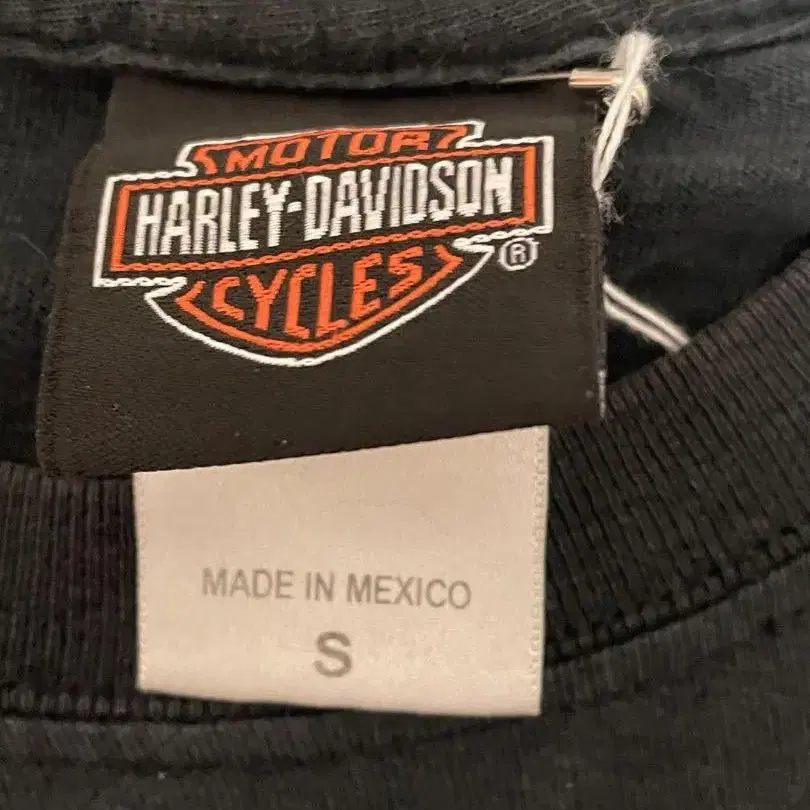 MOTOR
HARLEY-DAVIDSON
CYCLES
®
MADE IN MEXICO
S